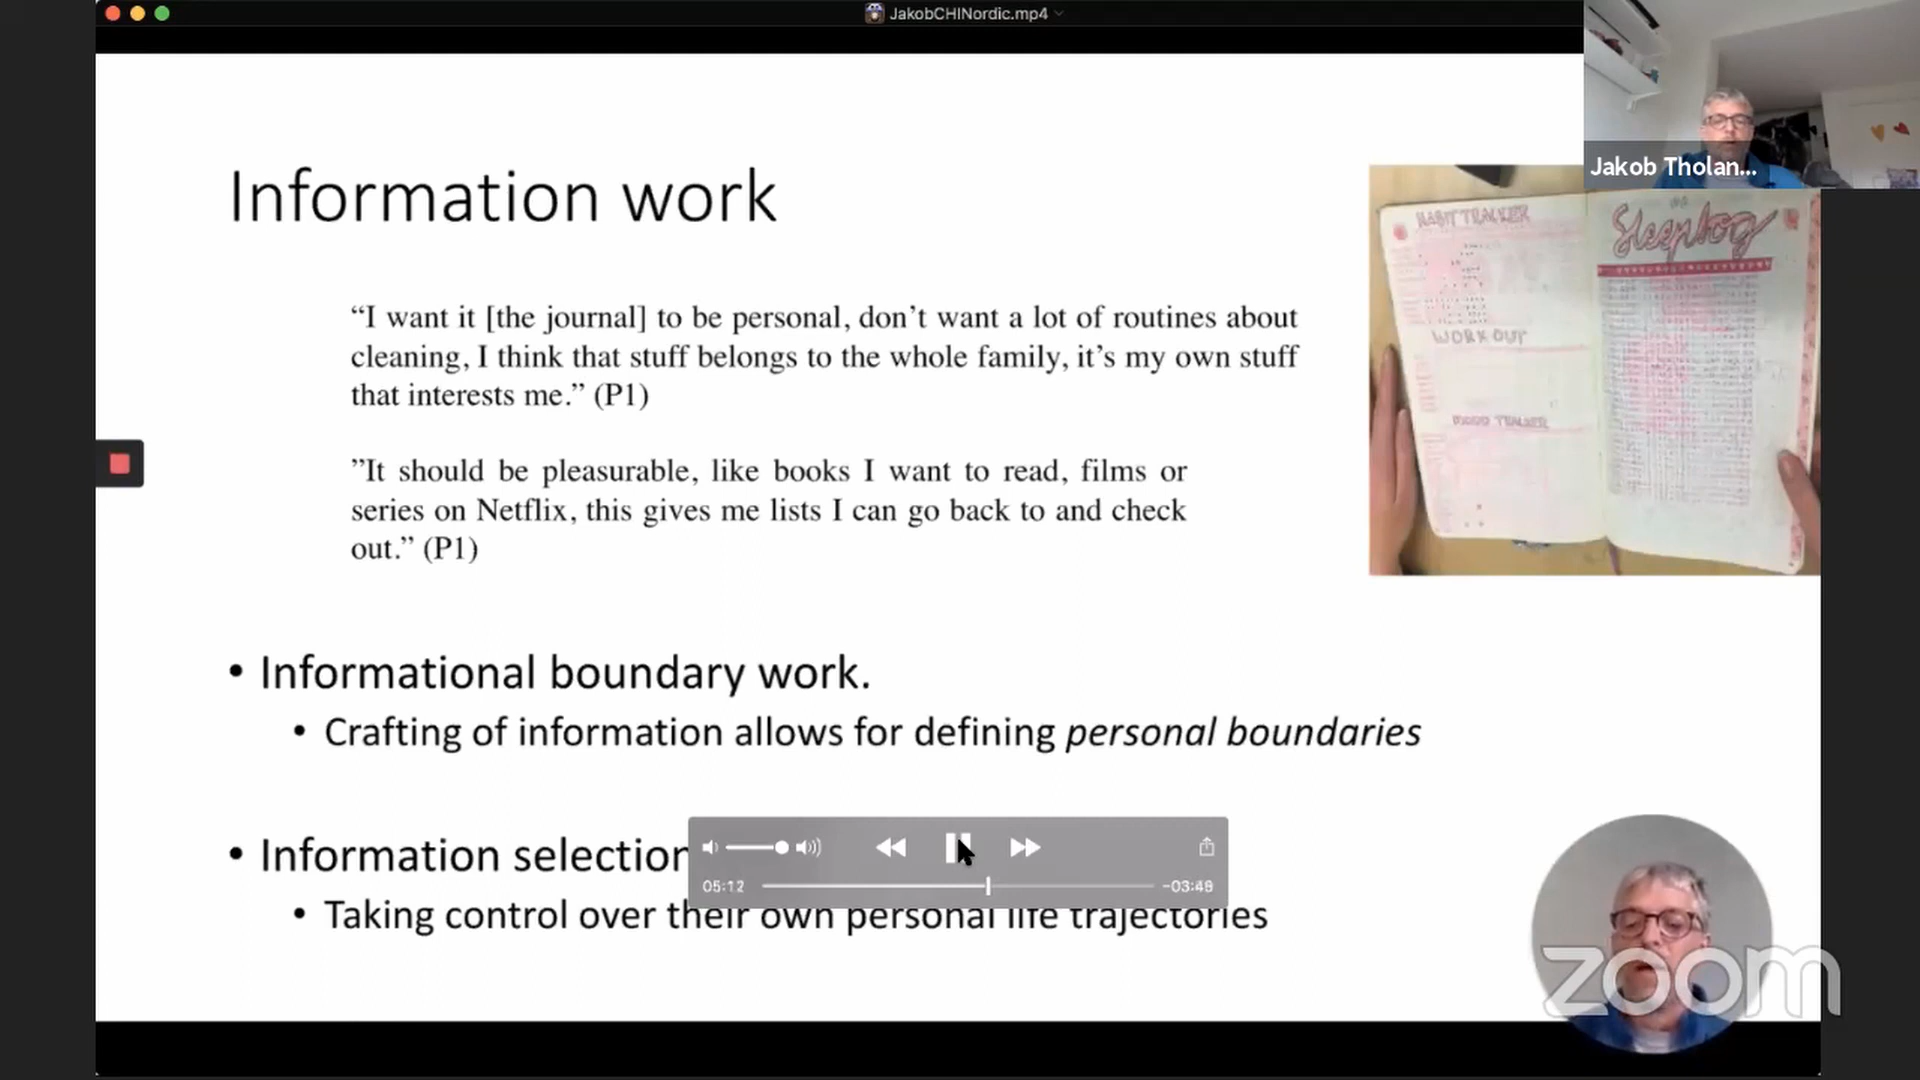 JakobCHINordic.mp4
Jakob Tholan...
Information work
HABIT TRACKER
Sleeplog
“I want it [the journal] to be personal, don’t want a lot of routines about
cleaning, I think that stuff belongs to the whole family, it’s my own stuff
that interests me.” (P1)
WORK OUT
MOOD TRACKER
”It should be pleasurable, like books I want to read, films or
series on Netflix, this gives me lists I can go back to and check
out.” (P1)
• Informational boundary work.
• Crafting of information allows for defining personal boundaries
• Information selection
05:12
-03:48
• Taking control over their own personal life trajectories
zoom